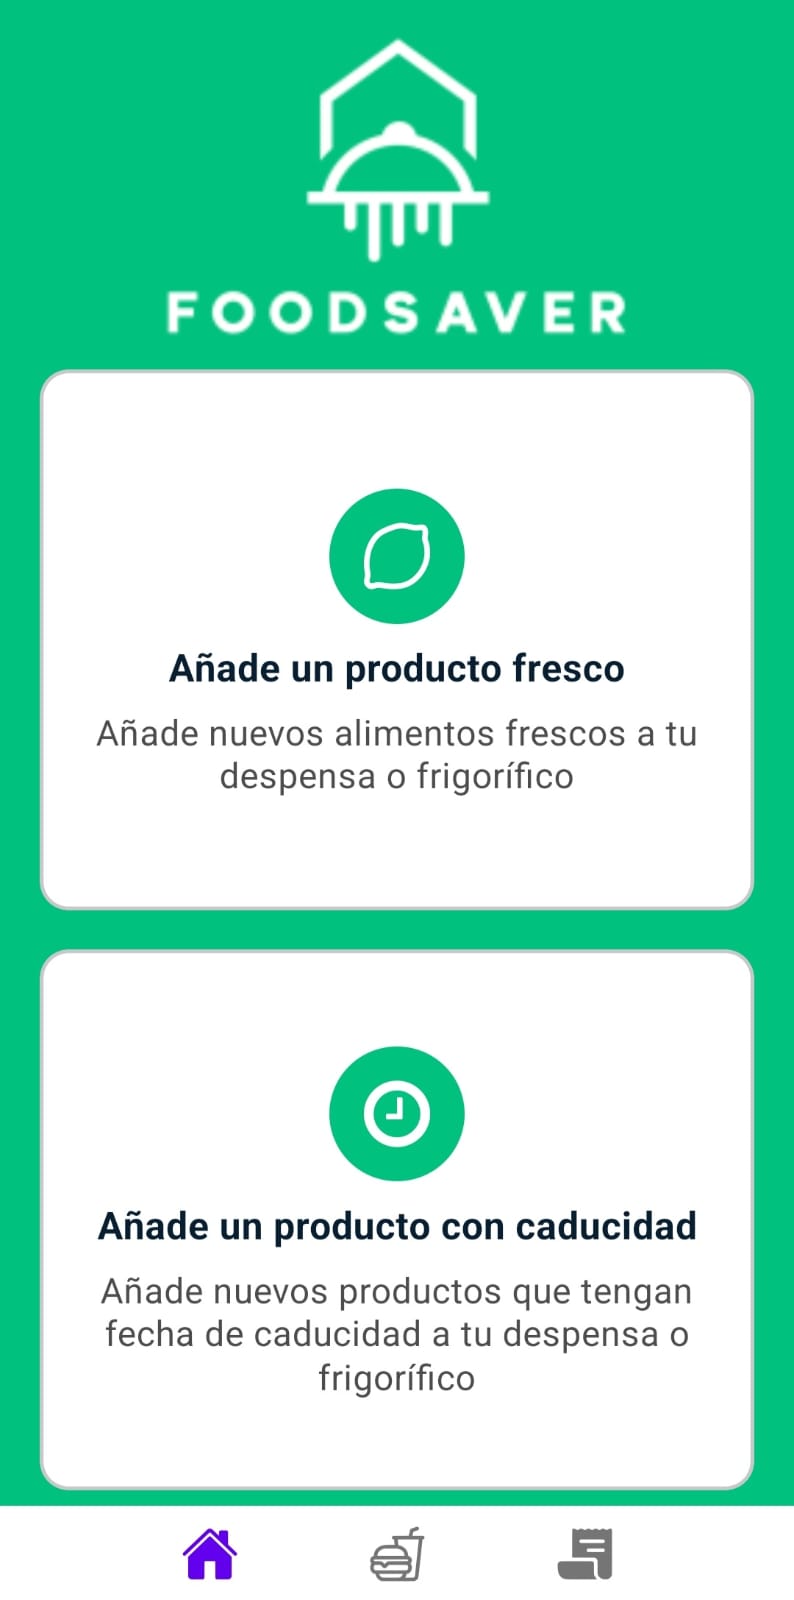 FOODSAVER
Añade un producto fresco
Añade nuevos alimentos frescos a tu
despensa o frigorífico
Añade un producto con caducidad
Añade nuevos productos que tengan
fecha de caducidad a tu despensa o
frigorífico